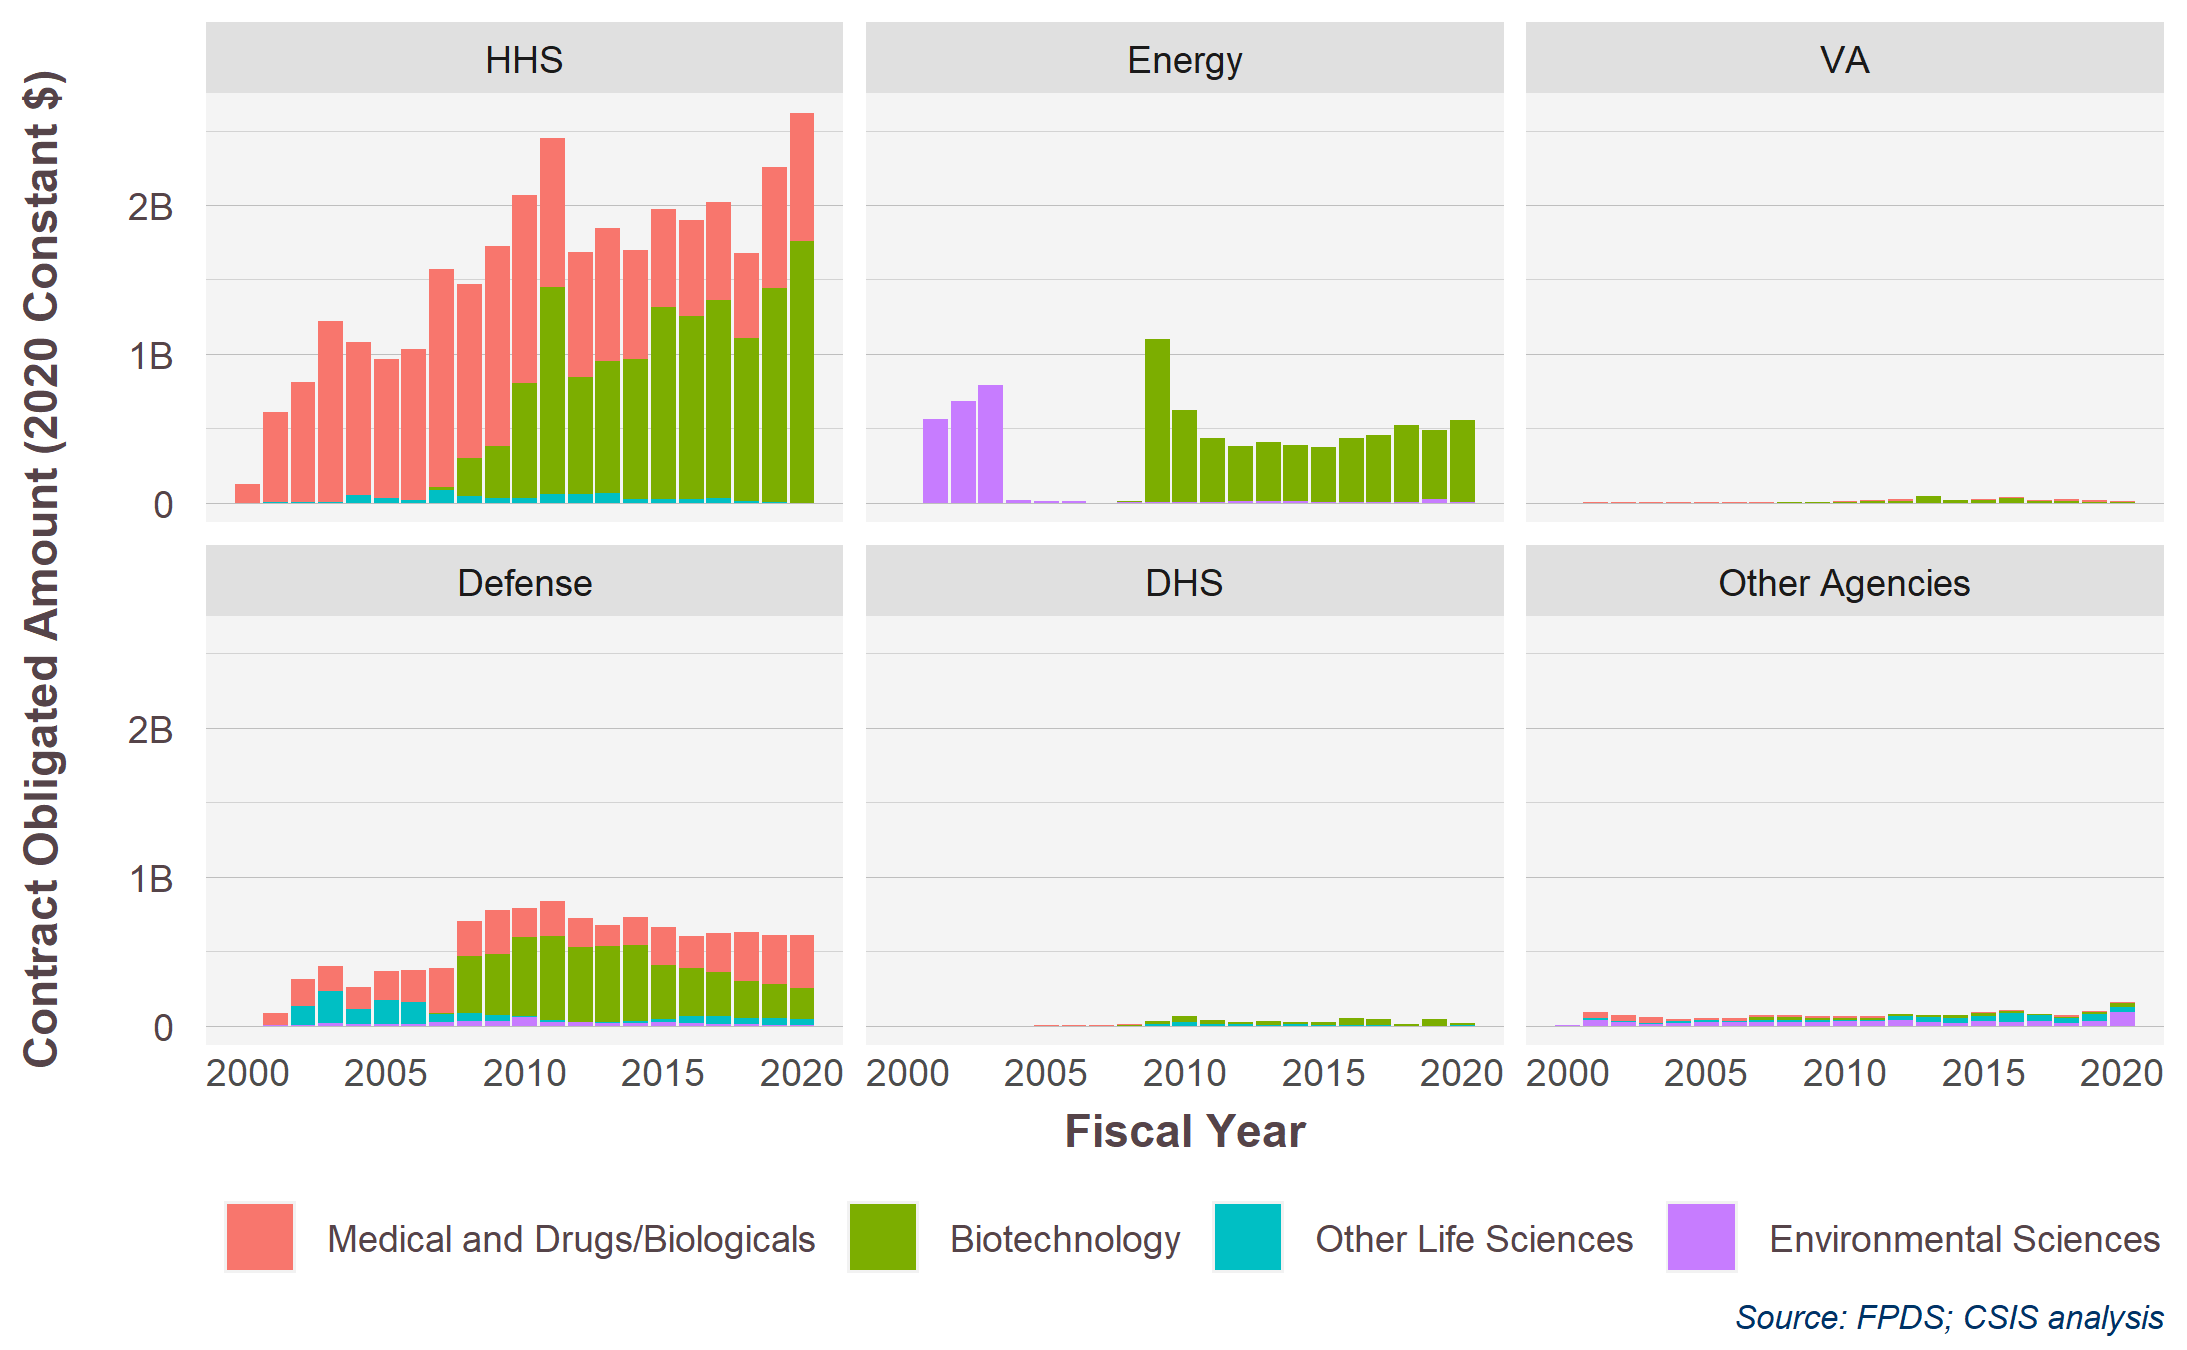 Contract Obligated Amount (2020 Constant $)
HHS
Energy
VA
2B
1B
0
Defense
DHS
Other Agencies
2B
1B
0
2000 2005 2010 2015 2020
2000 2005 2010 2015 2020
2000 2005 2010 2015 2020
Fiscal Year
Medical and Drugs/Biologicals
Biotechnology
Other Life Sciences
Environmental Sciences
Source: FPDS; CSIS analysis